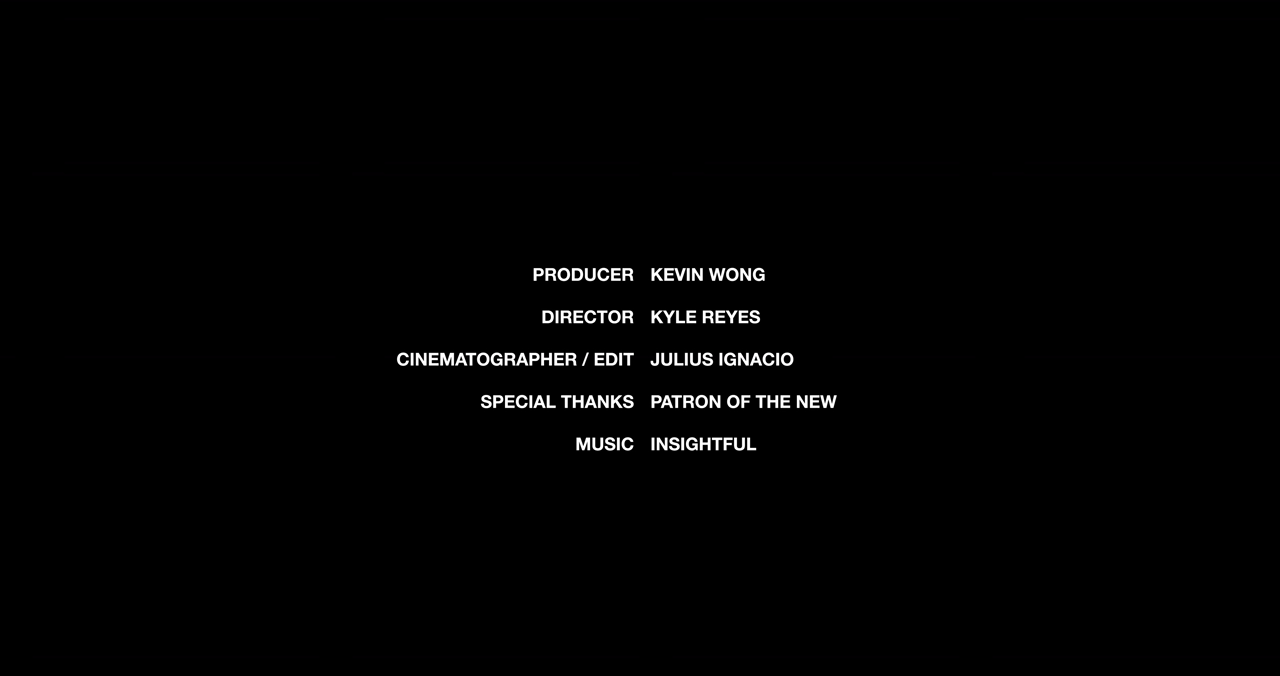 PRODUCER KEVIN WONG
DIRECTOR KYLE REYES
CINEMATOGRAPHER / EDIT JULIUS IGNACIO
SPECIAL THANKS PATRON OF THE NEW
MUSIC INSIGHTFUL